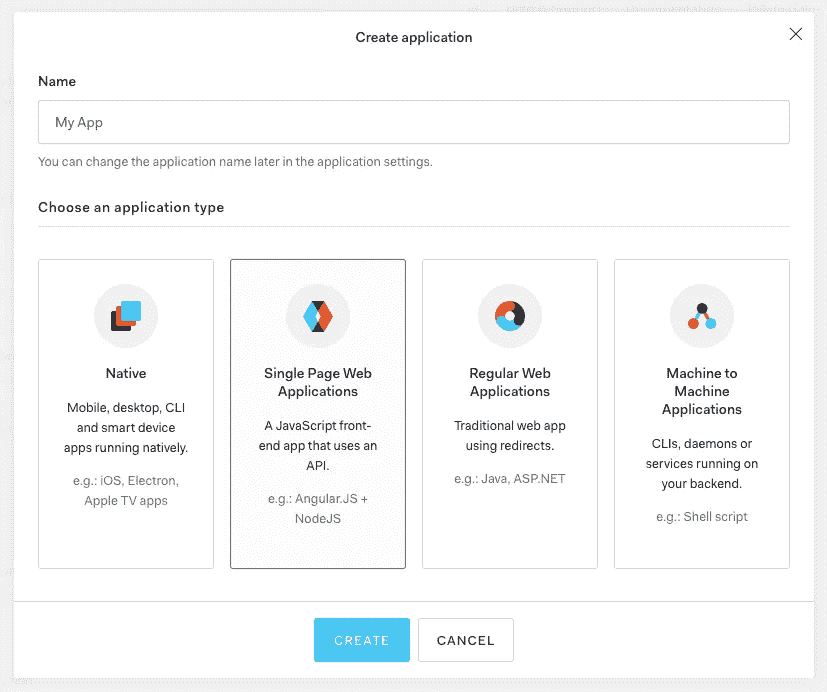 Create application
Name
My App
You can change the application name later in the application settings.
Choose an application type
Native
Mobile, desktop, CLI
and smart device
apps running natively.
e.g.: iOS, Electron,
Apple TV apps
Single Page Web
Applications
A JavaScript front-
end app that uses an
API.
e.g.: Angular.JS +
NodeJS
Regular Web
Applications
Traditional web app
using redirects.
e.g.: Java, ASP.NET
Machine to
Machine
Applications
CLIs, daemons or
services running on
your backend.
e.g.: Shell script
CREATE
CANCEL